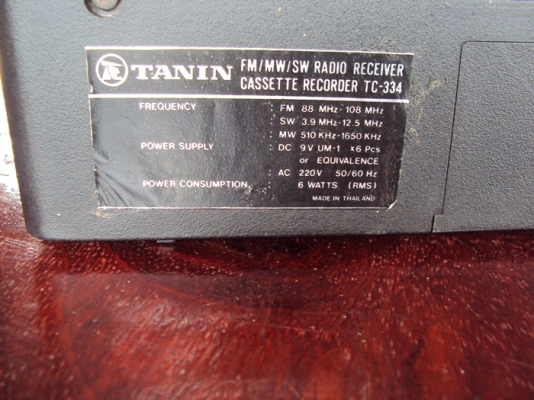 TANIN FM/MW/SW RADIO RECEIVER
CASSETTE RECORDER TC-334
FREQUENCY : FM 88 MHz-108 MHz
: SW 3.9 MHz-12.5 MHz
: MW 510 KHz-1650 KHz
POWER SUPPLY : DC 9V UM-1 x6 Pcs
or EQUIVALENCE
: AC 220V 50/60 Hz
POWER CONSUMPTION : 6 WATTS (RMS)
MADE IN THAILAND